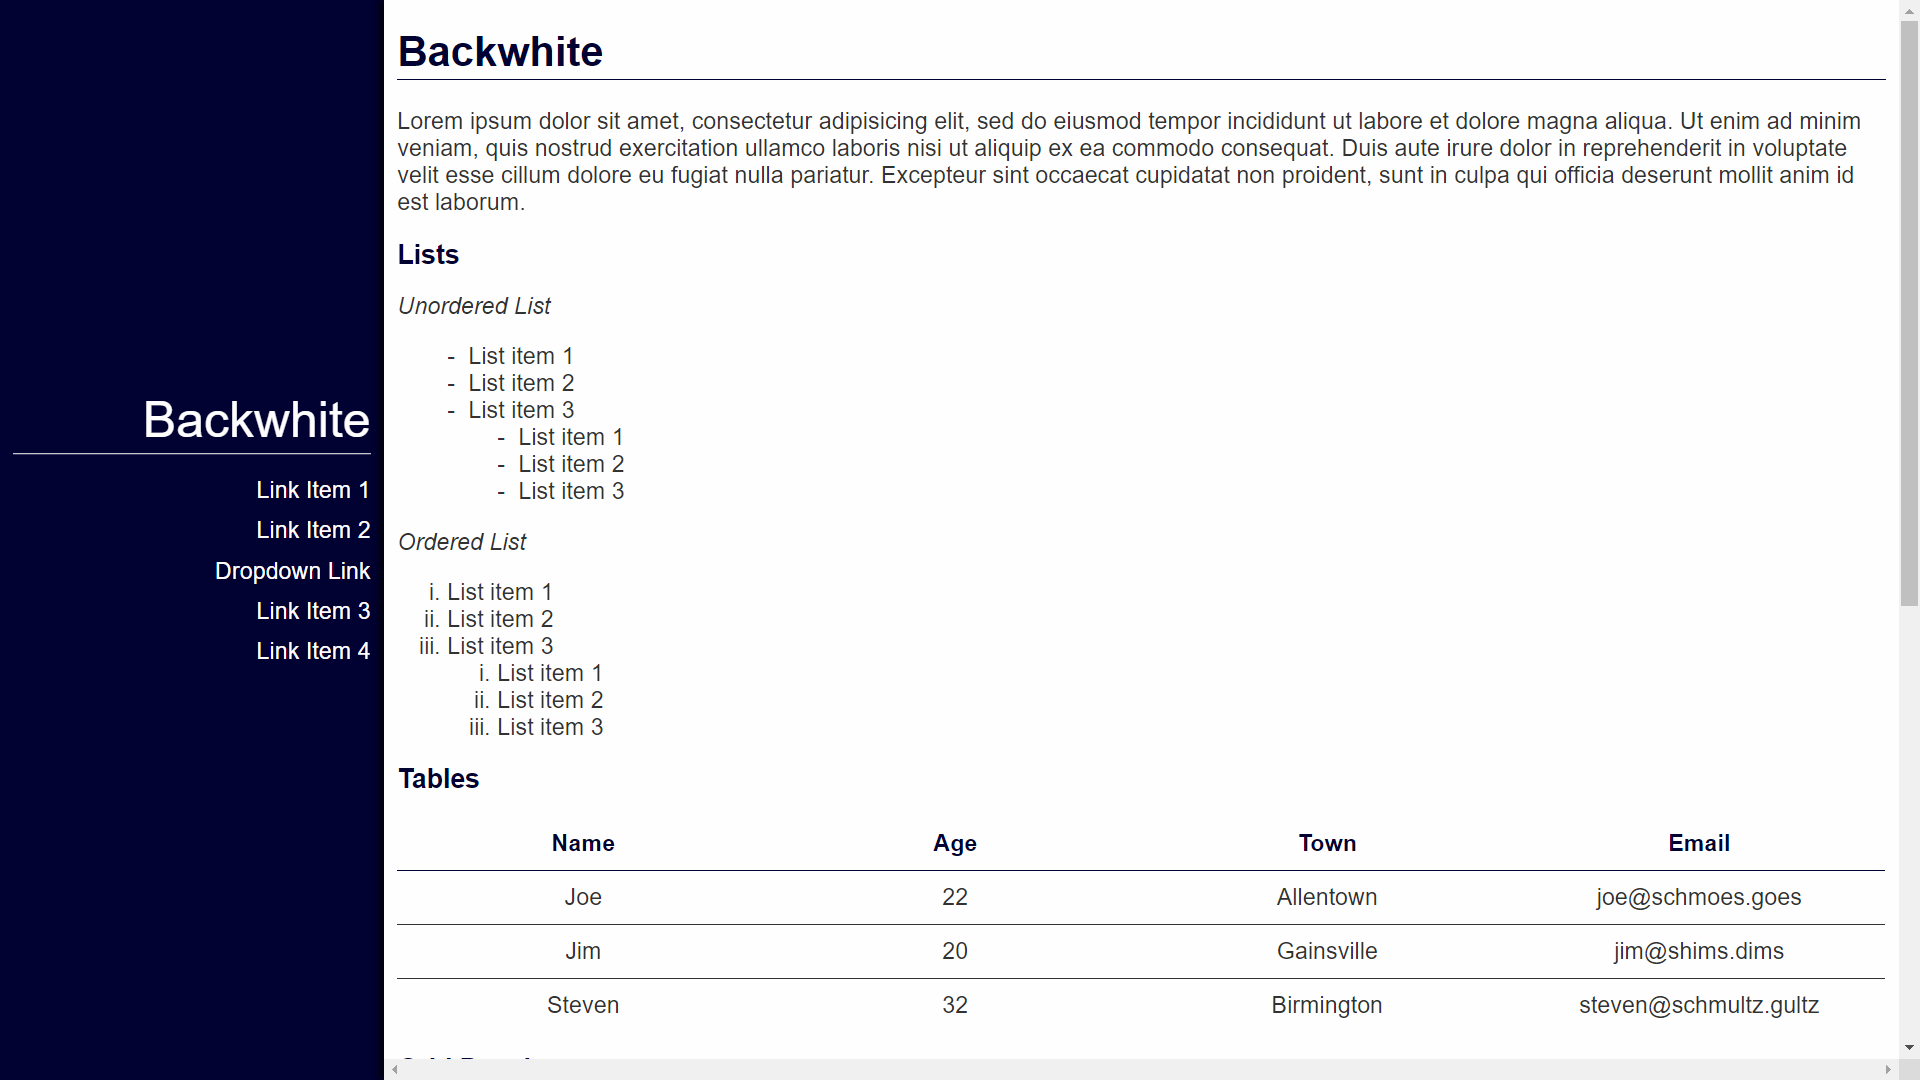 Backwhite
Link Item 1
Link Item 2
Dropdown Link
Link Item 3
Link Item 4
Backwhite
Lorem ipsum dolor sit amet, consectetur adipisicing elit, sed do eiusmod tempor incididunt ut labore et dolore magna aliqua. Ut enim ad minim
veniam, quis nostrud exercitation ullamco laboris nisi ut aliquip ex ea commodo consequat. Duis aute irure dolor in reprehenderit in voluptate
velit esse cillum dolore eu fugiat nulla pariatur. Excepteur sint occaecat cupidatat non proident, sunt in culpa qui officia deserunt mollit anim id
est laborum.
Lists
Unordered List
- List item 1
- List item 2
- List item 3
- List item 1
- List item 2
- List item 3
Ordered List
i. List item 1
ii. List item 2
iii. List item 3
i. List item 1
ii. List item 2
iii. List item 3
Tables
Name Age Town Email
Joe 22 Allentown joe@schmoes.goes
Jim 20 Gainsville jim@shims.dims
Steven 32 Birmington steven@schmultz.gultz